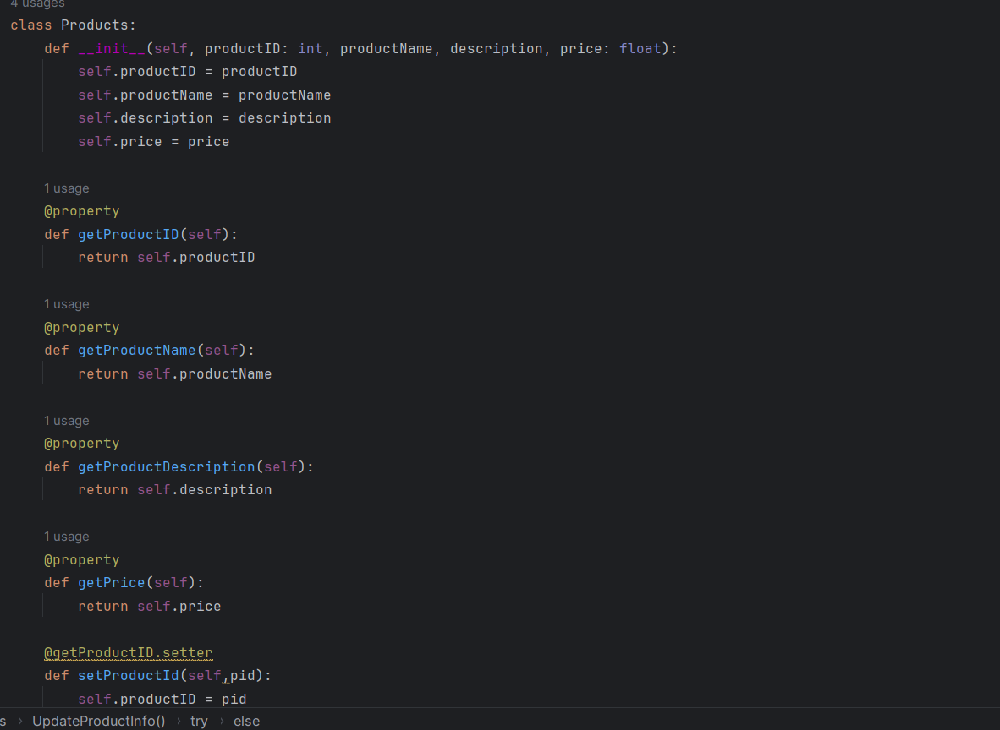 4 usages
class Products:
    def __init__(self, productID: int, productName, description, price: float):
        self.productID = productID
        self.productName = productName
        self.description = description
        self.price = price
    1 usage
    @property
    def getProductID(self):
        return self.productID
    1 usage
    @property
    def getProductName(self):
        return self.productName
    1 usage
    @property
    def getProductDescription(self):
        return self.description
    1 usage
    @property
    def getPrice(self):
        return self.price
    @getProductID.setter
    def setProductId(self,pid):
        self.productID = pid
s › UpdateProductInfo() › try › else